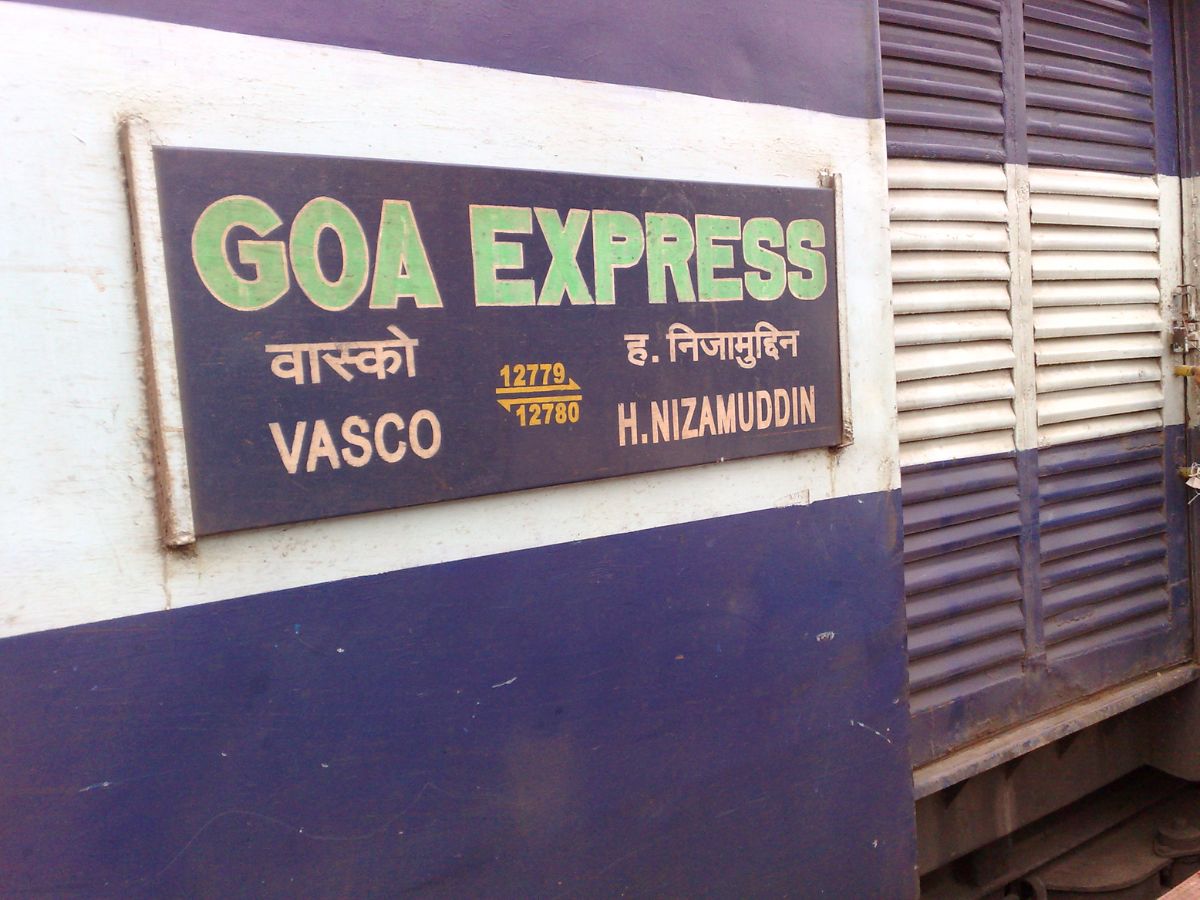 GOA EXPRESS
वास्को
VASCO
12779
12780
ह. निजामुद्दिन
H.NIZAMUDDIN